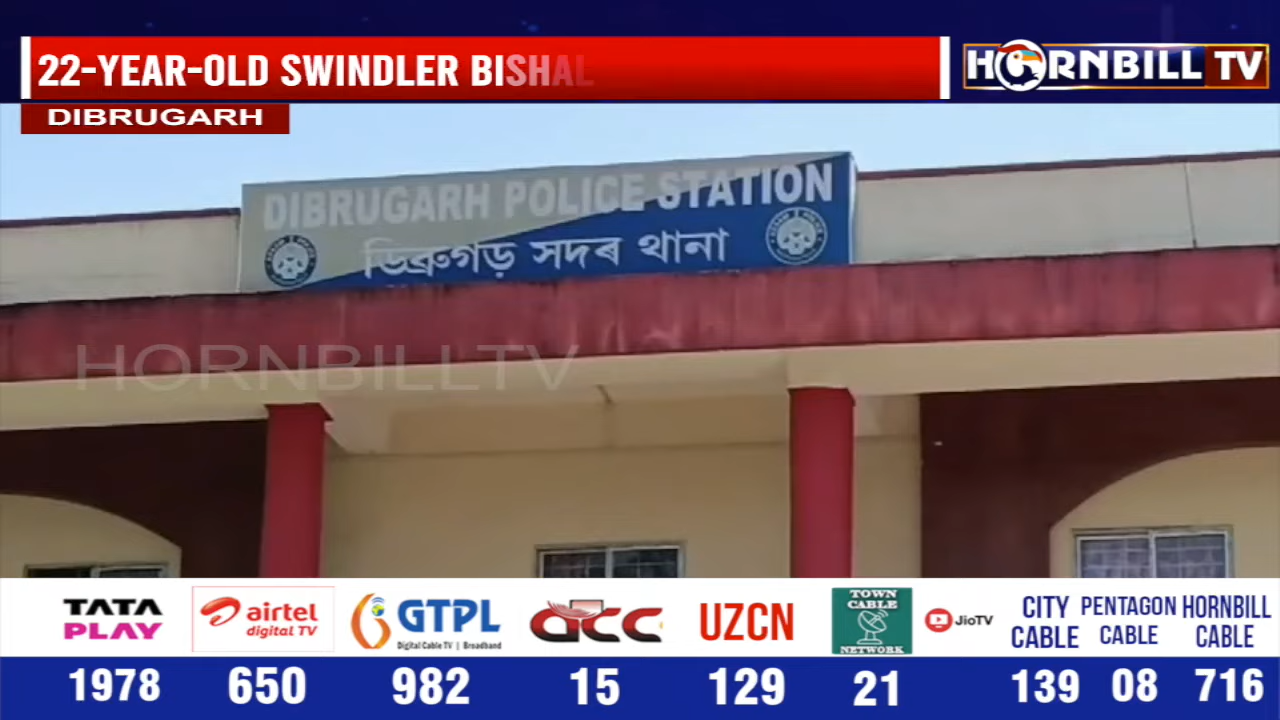 22-YEAR-OLD SWINDLER BISHAL
HORNBILL TV
DIBRUGARH
DIBRUGARH POLICE STATION
ডিব্ৰুগড় সদৰ থানা
HORNBILLTV
TATA PLAY
airtel digital TV
GTPL Digital Cable TV | Broadband
acc
UZCN
TOWN CABLE NETWORK
JioTV
CITY CABLE
PENTAGON CABLE
HORNBILL CABLE
1978 650 982 15 129 21 139 08 716